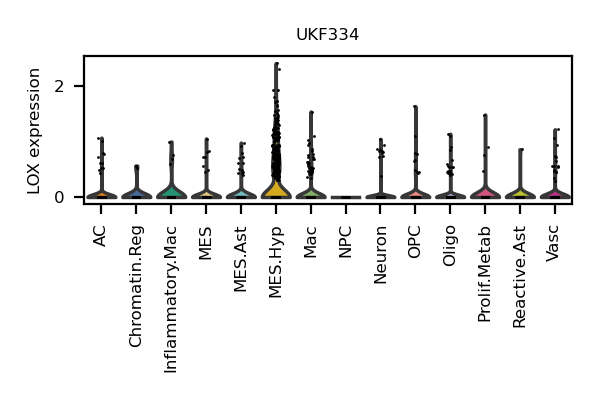 UKF334
LOX expression
2
0
AC
Chromatin.Reg
Inflammatory.Mac
MES
MES.Ast
MES.Hyp
Mac
NPC
Neuron
OPC
Oligo
Prolif.Metab
Reactive.Ast
Vasc